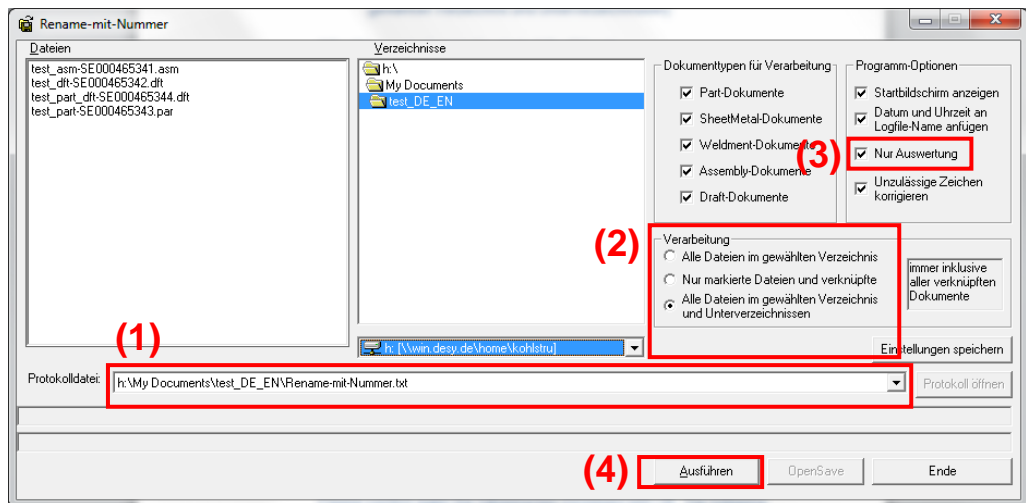 Rename-mit-Nummer
Dateien
Verzeichnisse
test_asm-SE000465341.asm
test_dft-SE000465342.dft
test_part_dft-SE000465344.dft
test_part-SE000465343.par
h:\
My Documents
test_DE_EN
Dokumenttypen für Verarbeitung
Part-Dokumente
SheetMetal-Dokumente
Weldment-Dokumente
Assembly-Dokumente
Draft-Dokumente
Programm-Optionen
Startbildschirm anzeigen
Datum und Uhrzeit an
Logfile-Name anfügen
(3)
Nur Auswertung
Unzulässige Zeichen
korrigieren
(2)
Verarbeitung
Alle Dateien im gewählten Verzeichnis
Nur markierte Dateien und verknüpfte
Alle Dateien im gewählten Verzeichnis
und Unterverzeichnissen
immer inklusive
aller verknüpften
Dokumente
(1)
h: [\\win.desy.de\home\kohlstru]
Einstellungen speichern
Protokolldatei:
h:\My Documents\test_DE_EN\Rename-mit-Nummer.txt
Protokoll öffnen
(4)
Ausführen
OpenSave
Ende